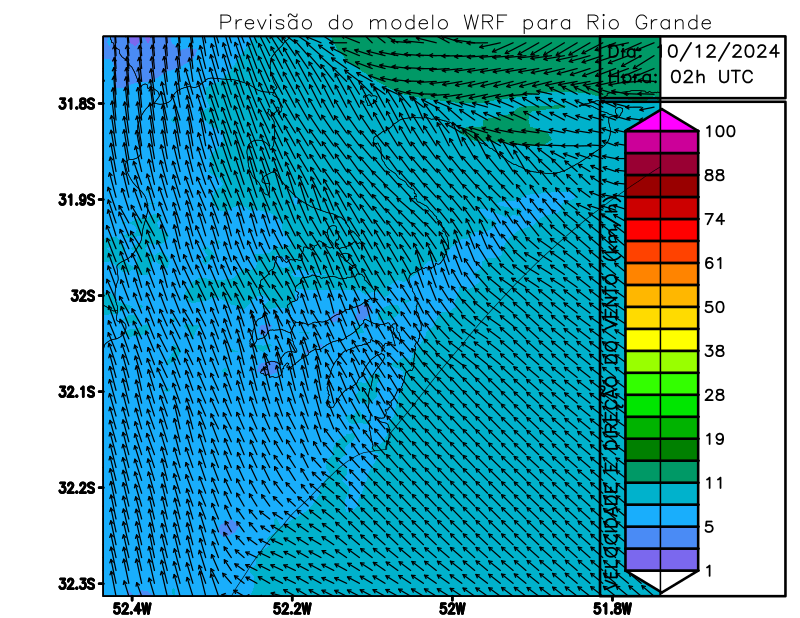 Previsão do modelo WRF para Rio Grande
Dia: 10/12/2024
Hora: 02h UTC
31.8S
31.9S
32S
32.1S
32.2S
32.3S
52.4W
52.2W
52W
51.8W
VELOCIDADE E DIREÇÃO DO VENTO (km/h)
100
88
74
61
50
38
28
19
11
5
1